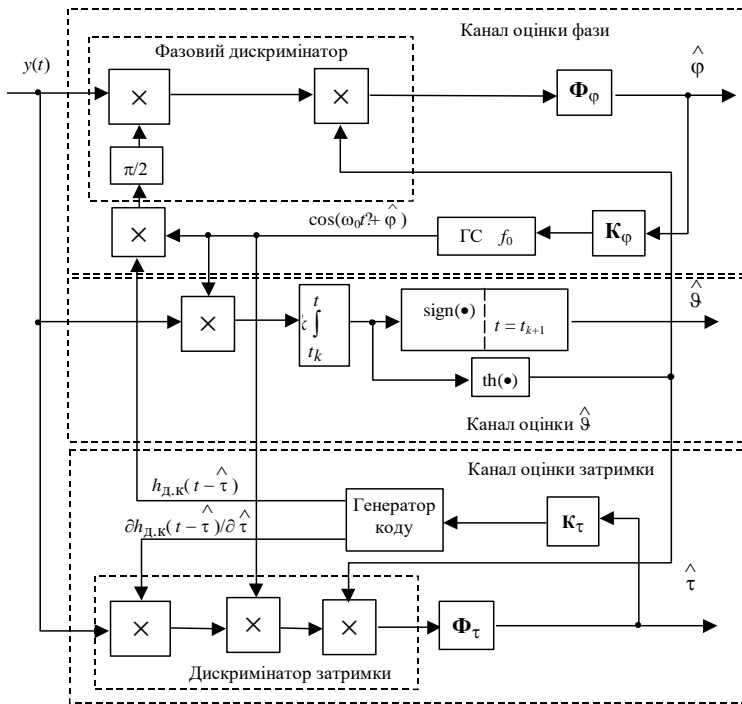 Канал оцінки фази
Фазовий дискримінатор
y(t)
φ̂
×
×
Φφ
π/2
cos(ω₀t?+ φ̂ )
×
ГС f₀
Kφ
ϑ̂
×
k ∫
t
tₖ
sign(•)
t = tₖ₊₁
th(•)
Канал оцінки ϑ̂
Канал оцінки затримки
hд.к( t – τ̂ )
Генератор
коду
Kτ
∂hд.к( t – τ̂ )/∂ τ̂
τ̂
×
×
×
Φτ
Дискримінатор затримки